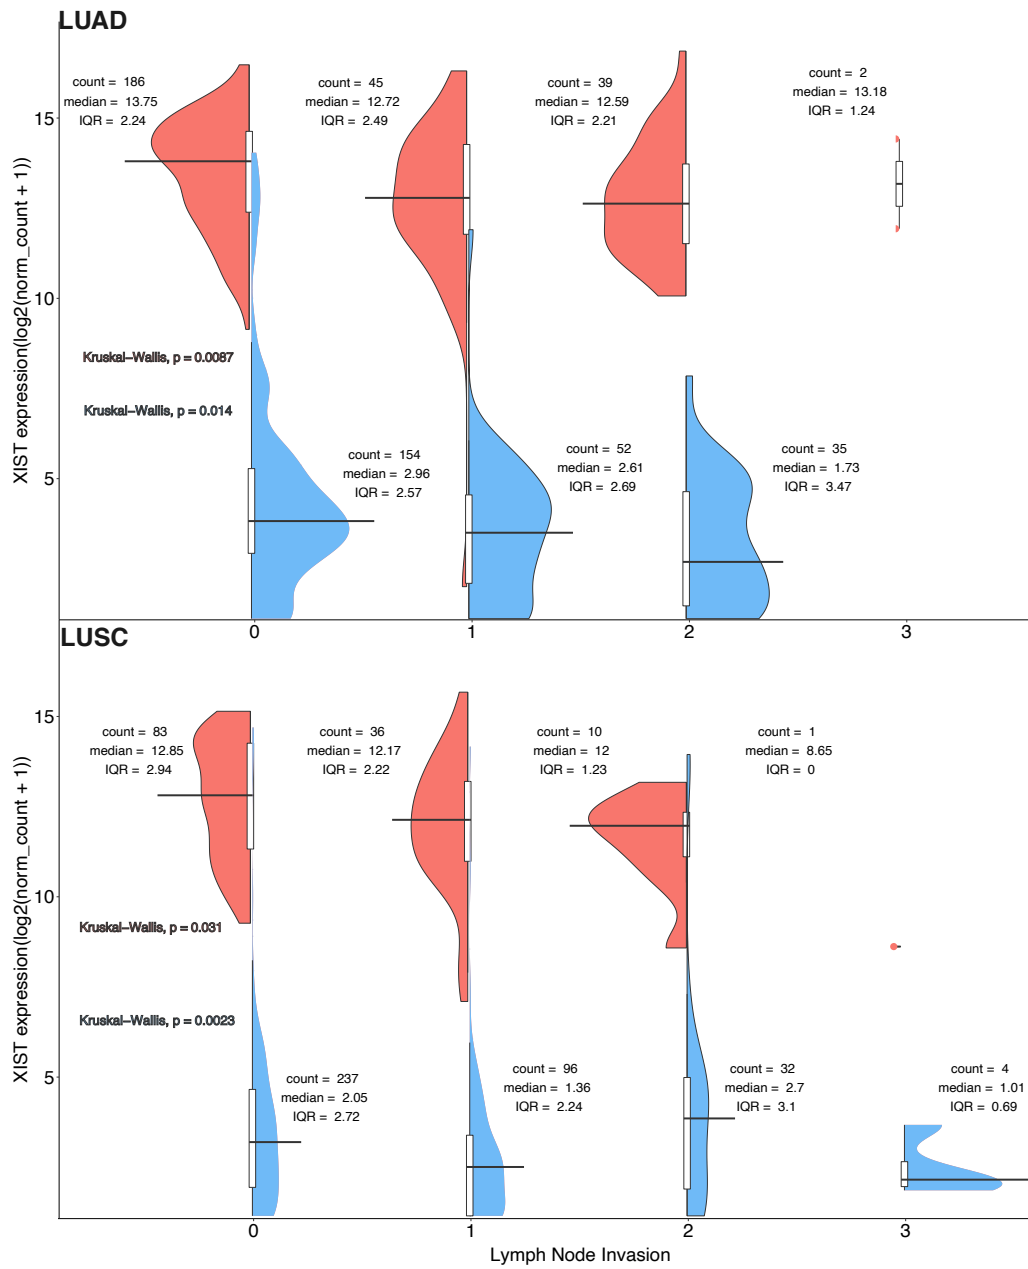 LUAD
count = 186
median = 13.75
IQR = 2.24
count = 45
median = 12.72
IQR = 2.49
count = 39
median = 12.59
IQR = 2.21
count = 2
median = 13.18
IQR = 1.24
15
10
5
XIST expression(log2(norm_count + 1))
Kruskal–Wallis, p = 0.0087
Kruskal–Wallis, p = 0.014
count = 154
median = 2.96
IQR = 2.57
count = 52
median = 2.61
IQR = 2.69
count = 35
median = 1.73
IQR = 3.47
0 1 2 3
LUSC
count = 83
median = 12.85
IQR = 2.94
count = 36
median = 12.17
IQR = 2.22
count = 10
median = 12
IQR = 1.23
count = 1
median = 8.65
IQR = 0
15
10
5
XIST expression(log2(norm_count + 1))
Kruskal–Wallis, p = 0.031
Kruskal–Wallis, p = 0.0023
count = 237
median = 2.05
IQR = 2.72
count = 96
median = 1.36
IQR = 2.24
count = 32
median = 2.7
IQR = 3.1
count = 4
median = 1.01
IQR = 0.69
0 1 2 3
Lymph Node Invasion